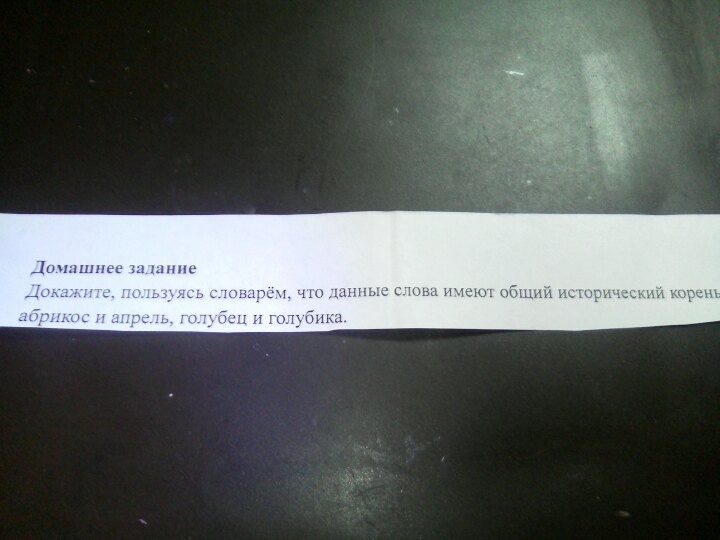 Домашнее задание
Докажите, пользуясь словарём, что данные слова имеют общий исторический корень
абрикос и апрель, голубец и голубика.